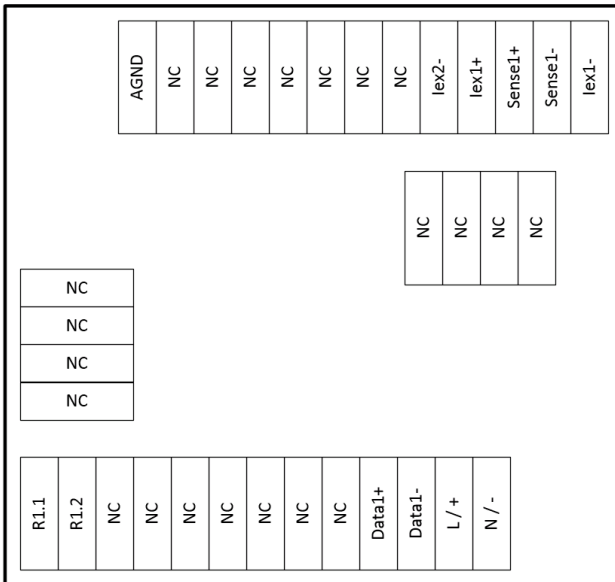 AGND
NC
NC
NC
NC
NC
NC
NC
Iex2-
Iex1+
Sense1+
Sense1-
Iex1-
NC
NC
NC
NC
NC
NC
NC
NC
R1.1
R1.2
NC
NC
NC
NC
NC
NC
NC
Data1+
Data1-
L / +
N / -